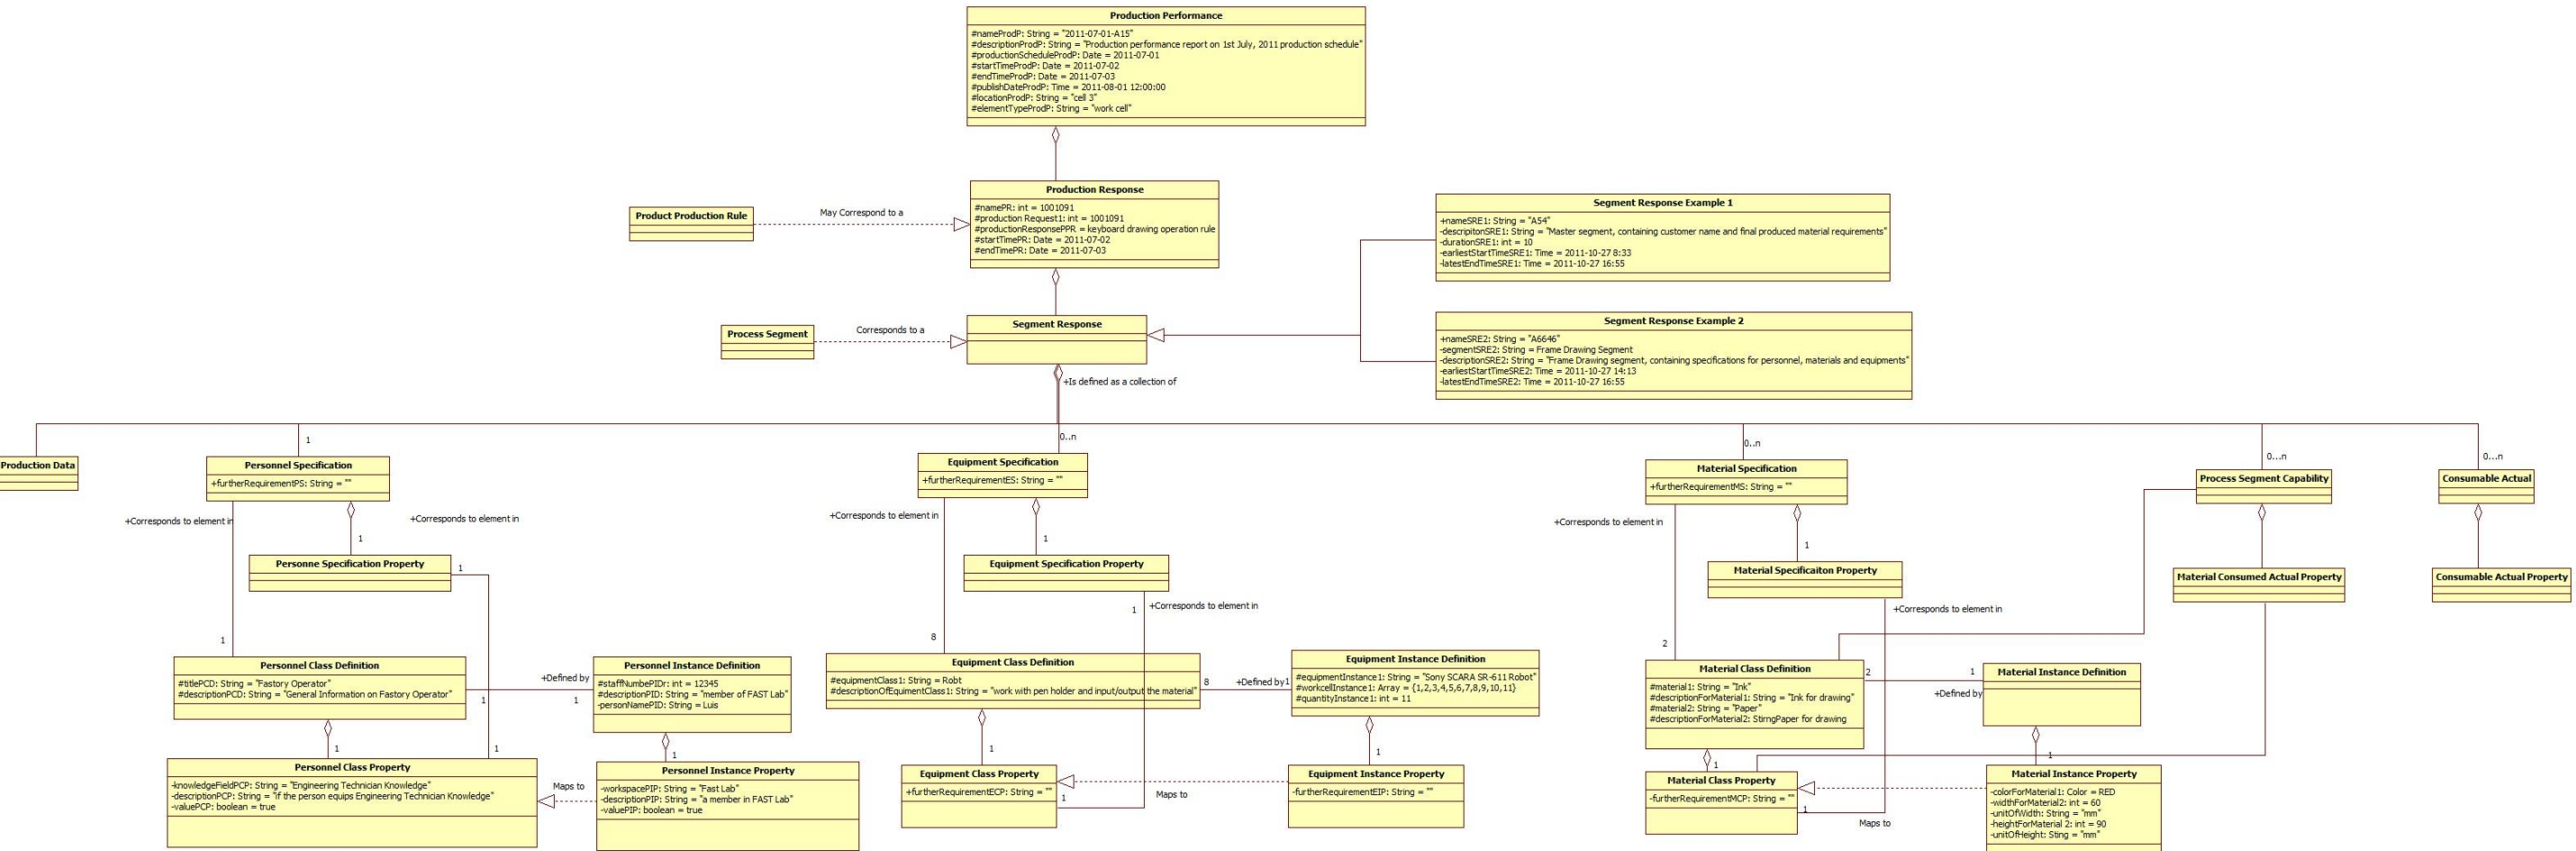 Production Performance
#nameProdP: String = "2011-07-01-A15"
#descriptionProdP: String = "Production performance report on 1st July, 2011 production schedule"
#productionScheduleProdP: Date = 2011-07-01
#startTimeProdP: Date = 2011-07-02
#endTimeProdP: Date = 2011-07-03
#publishDateProdP: Time = 2011-08-01 12:00:00
#locationProdP: String = "cell 3"
#elementTypeProdP: String = "work cell"
Product Production Rule
May Correspond to a
Production Response
#namePR: int = 1001091
#production Request1: int = 1001091
#productionResponsePPR = keyboard drawing operation rule
#startTimePR: Date = 2011-07-02
#endTimePR: Date = 2011-07-03
Segment Response Example 1
+nameSRE1: String = "A54"
-descripitonSRE1: String = "Master segment, containing customer name and final produced material requirements"
-durationSRE1: int = 10
-earliestStartTimeSRE1: Time = 2011-10-27 8:33
-latestEndTimeSRE1: Time = 2011-10-27 16:55
Process Segment
Corresponds to a
Segment Response
+Is defined as a collection of
Segment Response Example 2
+nameSRE2: String = "A6646"
-segmentSRE2: String = Frame Drawing Segment
-descriptionSRE2: String = "Frame Drawing segment, containing specifications for personnel, materials and equipments"
-earliestStartTimeSRE2: Time = 2011-10-27 14:13
-latestEndTimeSRE2: Time = 2011-10-27 16:55
1
0..n
0..n
0...n
0...n
Production Data
Personnel Specification
+furtherRequirementPS: String = ""
Equipment Specification
+furtherRequirementES: String = ""
Material Specification
+furtherRequirementMS: String = ""
Process Segment Capability
Consumable Actual
+Corresponds to element in
+Corresponds to element in
+Corresponds to element in
+Corresponds to element in
1
1
1
Personne Specification Property
1
Equipment Specification Property
Material Specificaiton Property
Material Consumed Actual Property
Consumable Actual Property
1
+Corresponds to element in
+Corresponds to element in
1
8
2
Personnel Class Definition
#titlePCD: String = "Fastory Operator"
#descriptionPCD: String = "General Information on Fastory Operator"
+Defined by
1
1
Personnel Instance Definition
#staffNumbePIDr: int = 12345
#descriptionPID: String = "member of FAST Lab"
-personNamePID: String = Luis
Equipment Class Definition
#equipmentClass1: String = Robt
#descriptionOfEquimentClass1: String = "work with pen holder and input/output the material"
8
+Defined by
1
Equipment Instance Definition
#equipmentInstance1: String = "Sony SCARA SR-611 Robot"
#workcellInstance1: Array = {1,2,3,4,5,6,7,8,9,10,11}
#quantityInstance1: int = 11
Material Class Definition
#material1: String = "Ink"
#descriptionForMaterial1: String = "Ink for drawing"
#material2: String = "Paper"
#descriptionForMaterial2: StirngPaper for drawing
2
1
+Defined by
Material Instance Definition
1
1
1
1
1
1
1
Personnel Class Property
-knowledgeFieldPCP: String = "Engineering Technician Knowledge"
-descriptionPCP: String = "if the person equips Engineering Technician Knowledge"
-valuePCP: boolean = true
Maps to
Personnel Instance Property
-workspacePIP: String = "Fast Lab"
-descriptionPIP: String = "a member in FAST Lab"
-valuePIP: boolean = true
Equipment Class Property
+furtherRequirementECP: String = ""
1
Maps to
Equipment Instance Property
-furtherRequirementEIP: String = ""
Material Class Property
-furtherRequirementMCP: String = ""
1
Maps to
Material Instance Property
-colorForMaterial1: Color = RED
-widthForMaterial2: int = 60
-unitOfWidth: String = "mm"
-heightForMaterial 2: int = 90
-unitOfHeight: Sting = "mm"